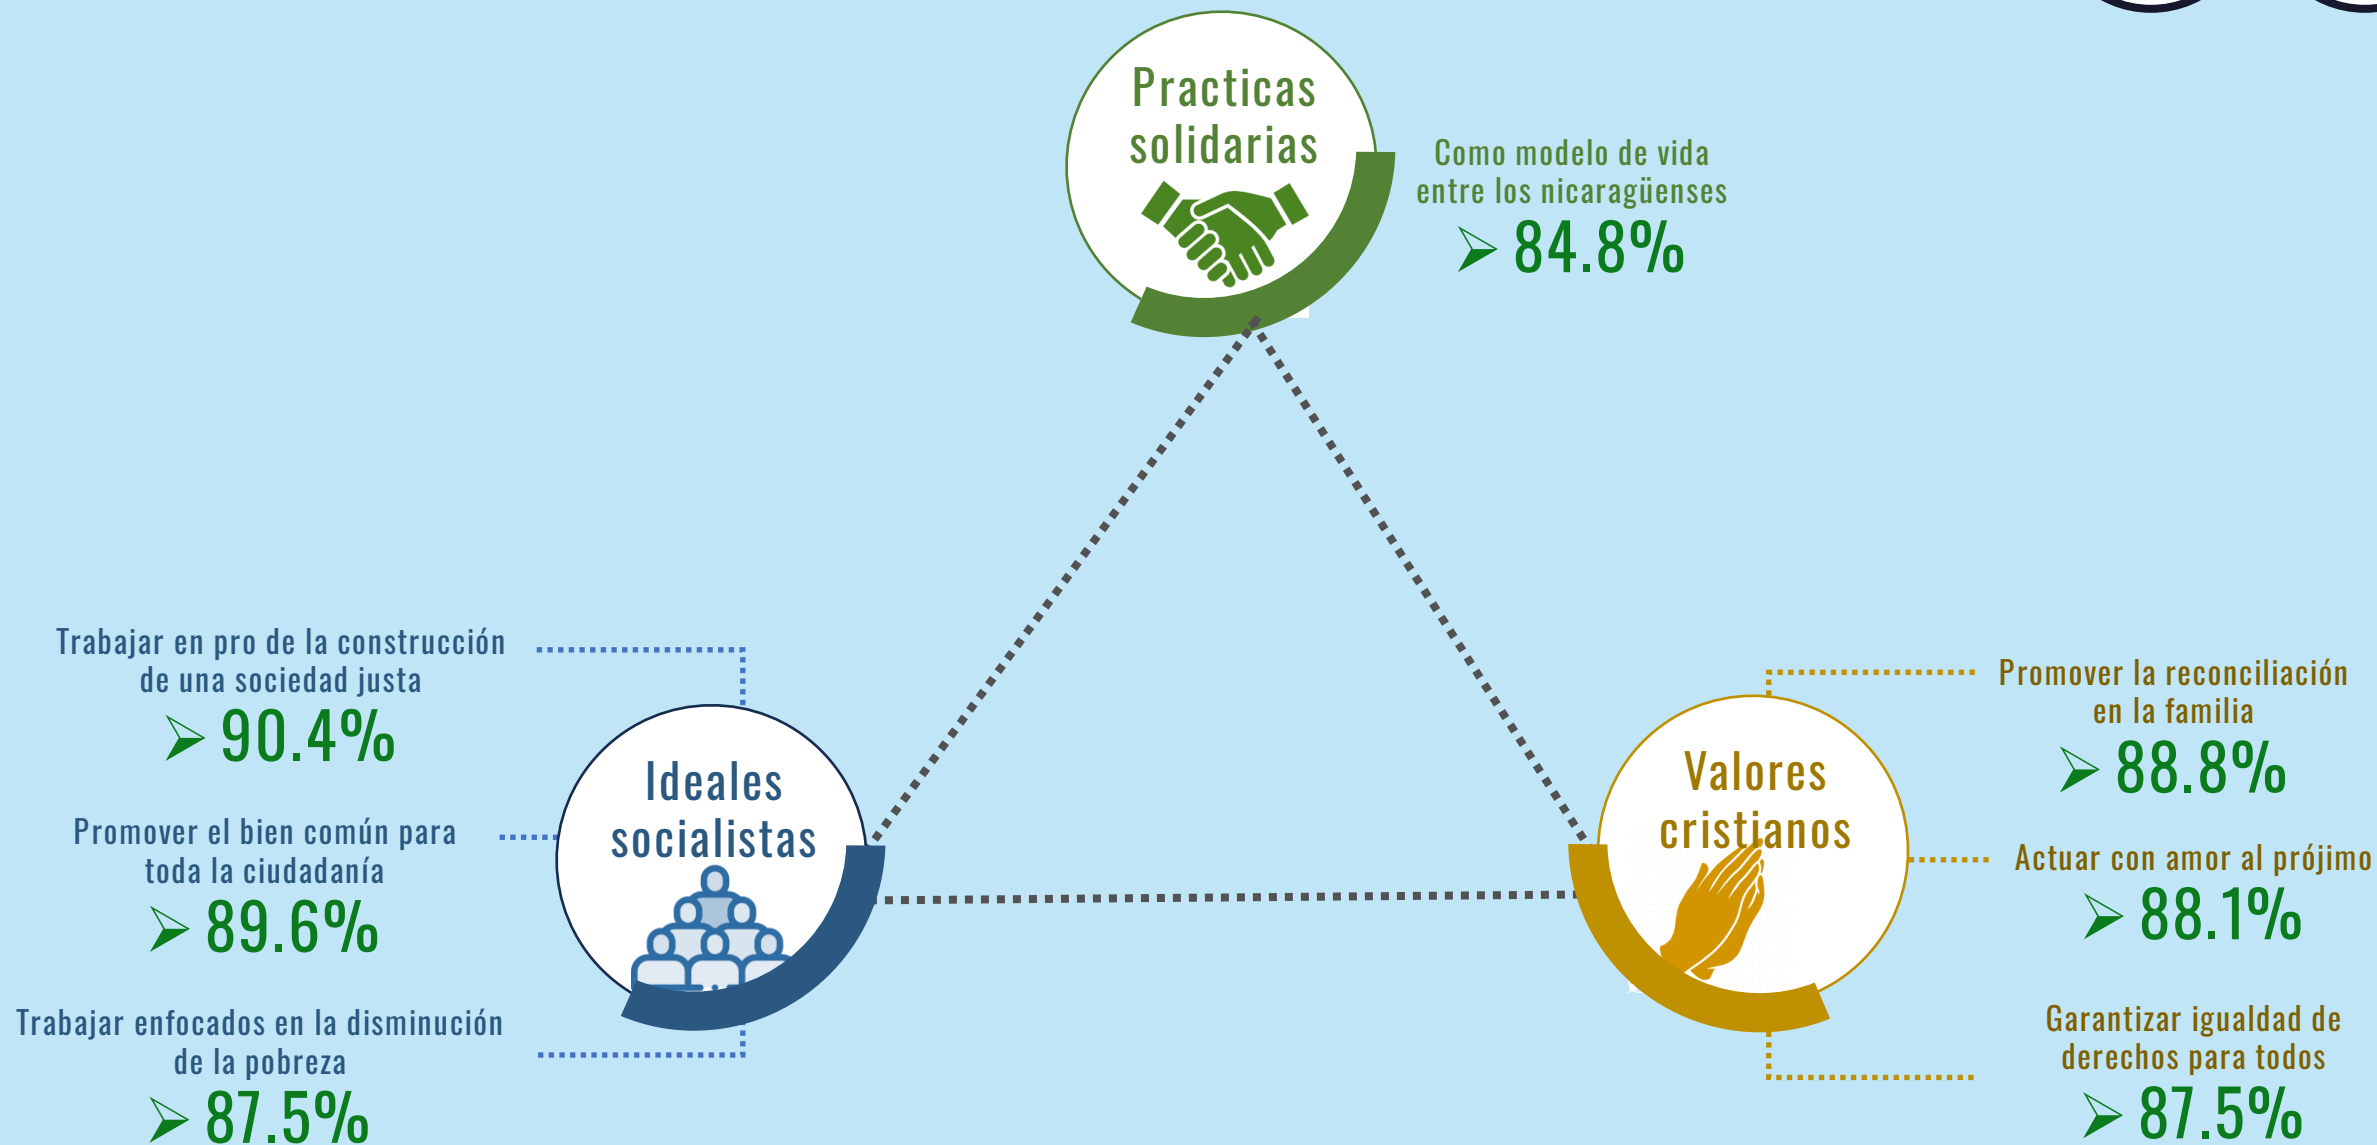 Practicas
solidarias
Como modelo de vida
entre los nicaragüenses
➢ 84.8%
Trabajar en pro de la construcción
de una sociedad justa
➢ 90.4%
Promover el bien común para
toda la ciudadanía
➢ 89.6%
Trabajar enfocados en la disminución
de la pobreza
➢ 87.5%
Ideales
socialistas
Valores
cristianos
Promover la reconciliación
en la familia
➢ 88.8%
Actuar con amor al prójimo
➢ 88.1%
Garantizar igualdad de
derechos para todos
➢ 87.5%